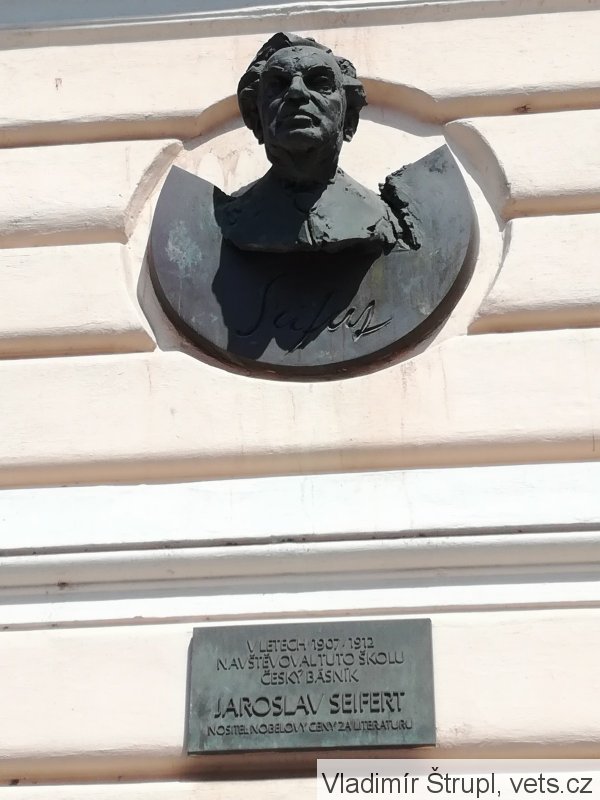 Seifert
V LETECH 1907-1912
NAVŠTĚVOVAL TUTO ŠKOLU
ČESKÝ BÁSNÍK
JAROSLAV SEIFERT
NOSITEL NOBELOVY CENY ZA LITERATURU
Vladimír Štrupl, vets.cz